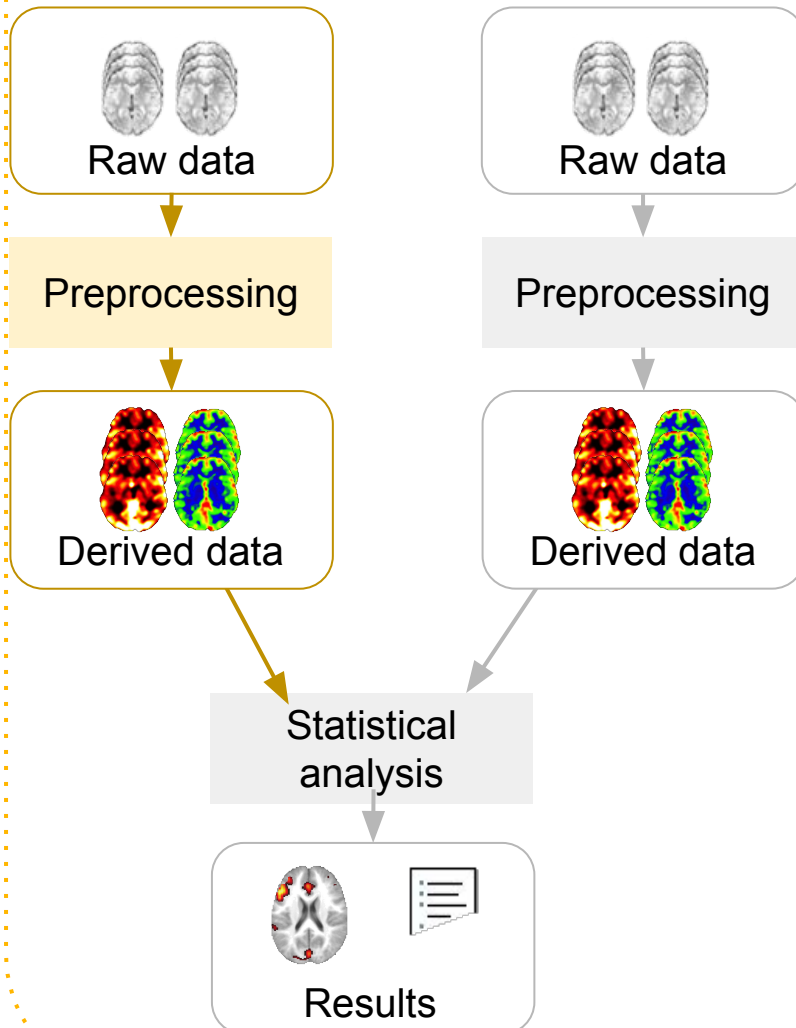 Raw data
Raw data
Preprocessing
Preprocessing
Derived data
Derived data
Statistical
analysis
Results